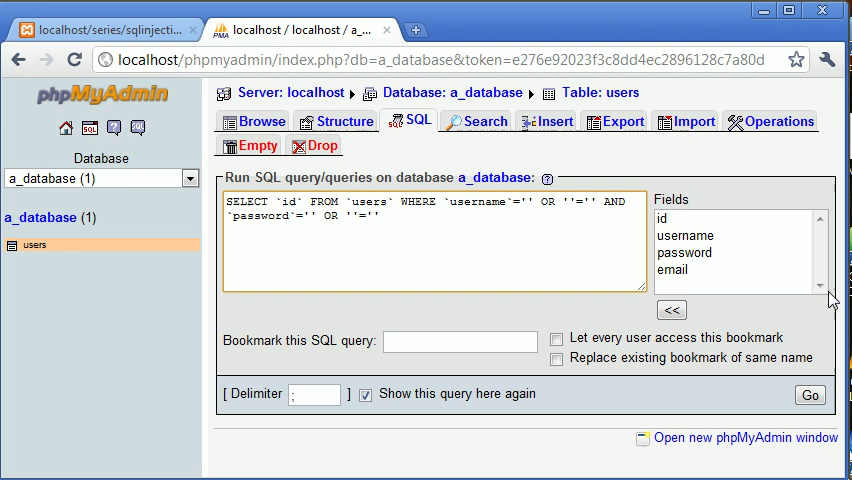 localhost/series/sqlinjecti...
localhost / localhost / a_...
localhost/phpmyadmin/index.php?db=a_database&token=e276e92023f3c8dd4ec2896128c7a80d
phpMyAdmin
SQL
Database
a_database (1)
a_database (1)
users
Server: localhost Database: a_database Table: users
Browse Structure SQL Search Insert Export Import Operations
Empty Drop
Run SQL query/queries on database a_database:
SELECT `id` FROM `users` WHERE `username`='' OR ''='' AND
`password`='' OR ''=''
Fields
id
username
password
email
<<
Bookmark this SQL query:
Let every user access this bookmark
Replace existing bookmark of same name
[ Delimiter ; ] Show this query here again
Go
Open new phpMyAdmin window